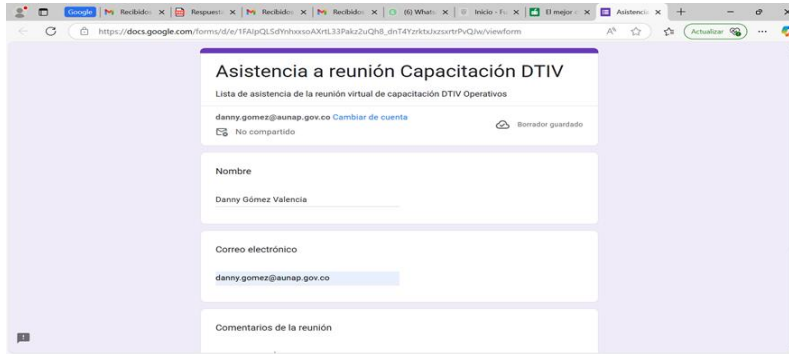 Google
Recibidos
Respuesta
Recibidos
Recibidos
(6) Whats
Inicio - Fi
El mejor
Asistencia
https://docs.google.com/forms/d/e/1FAIpQLSdYnhxxsoAXrtL33Pakz2uQh8_dnT4YzrktxJxzsxrtrPvQJw/viewform
Actualizar
Asistencia a reunión Capacitación DTIV
Lista de asistencia de la reunión virtual de capacitación DTIV Operativos
danny.gomez@aunap.gov.co Cambiar de cuenta
Borrador guardado
No compartido
Nombre
Danny Gómez Valencia
Correo electrónico
danny.gomez@aunap.gov.co
Comentarios de la reunión